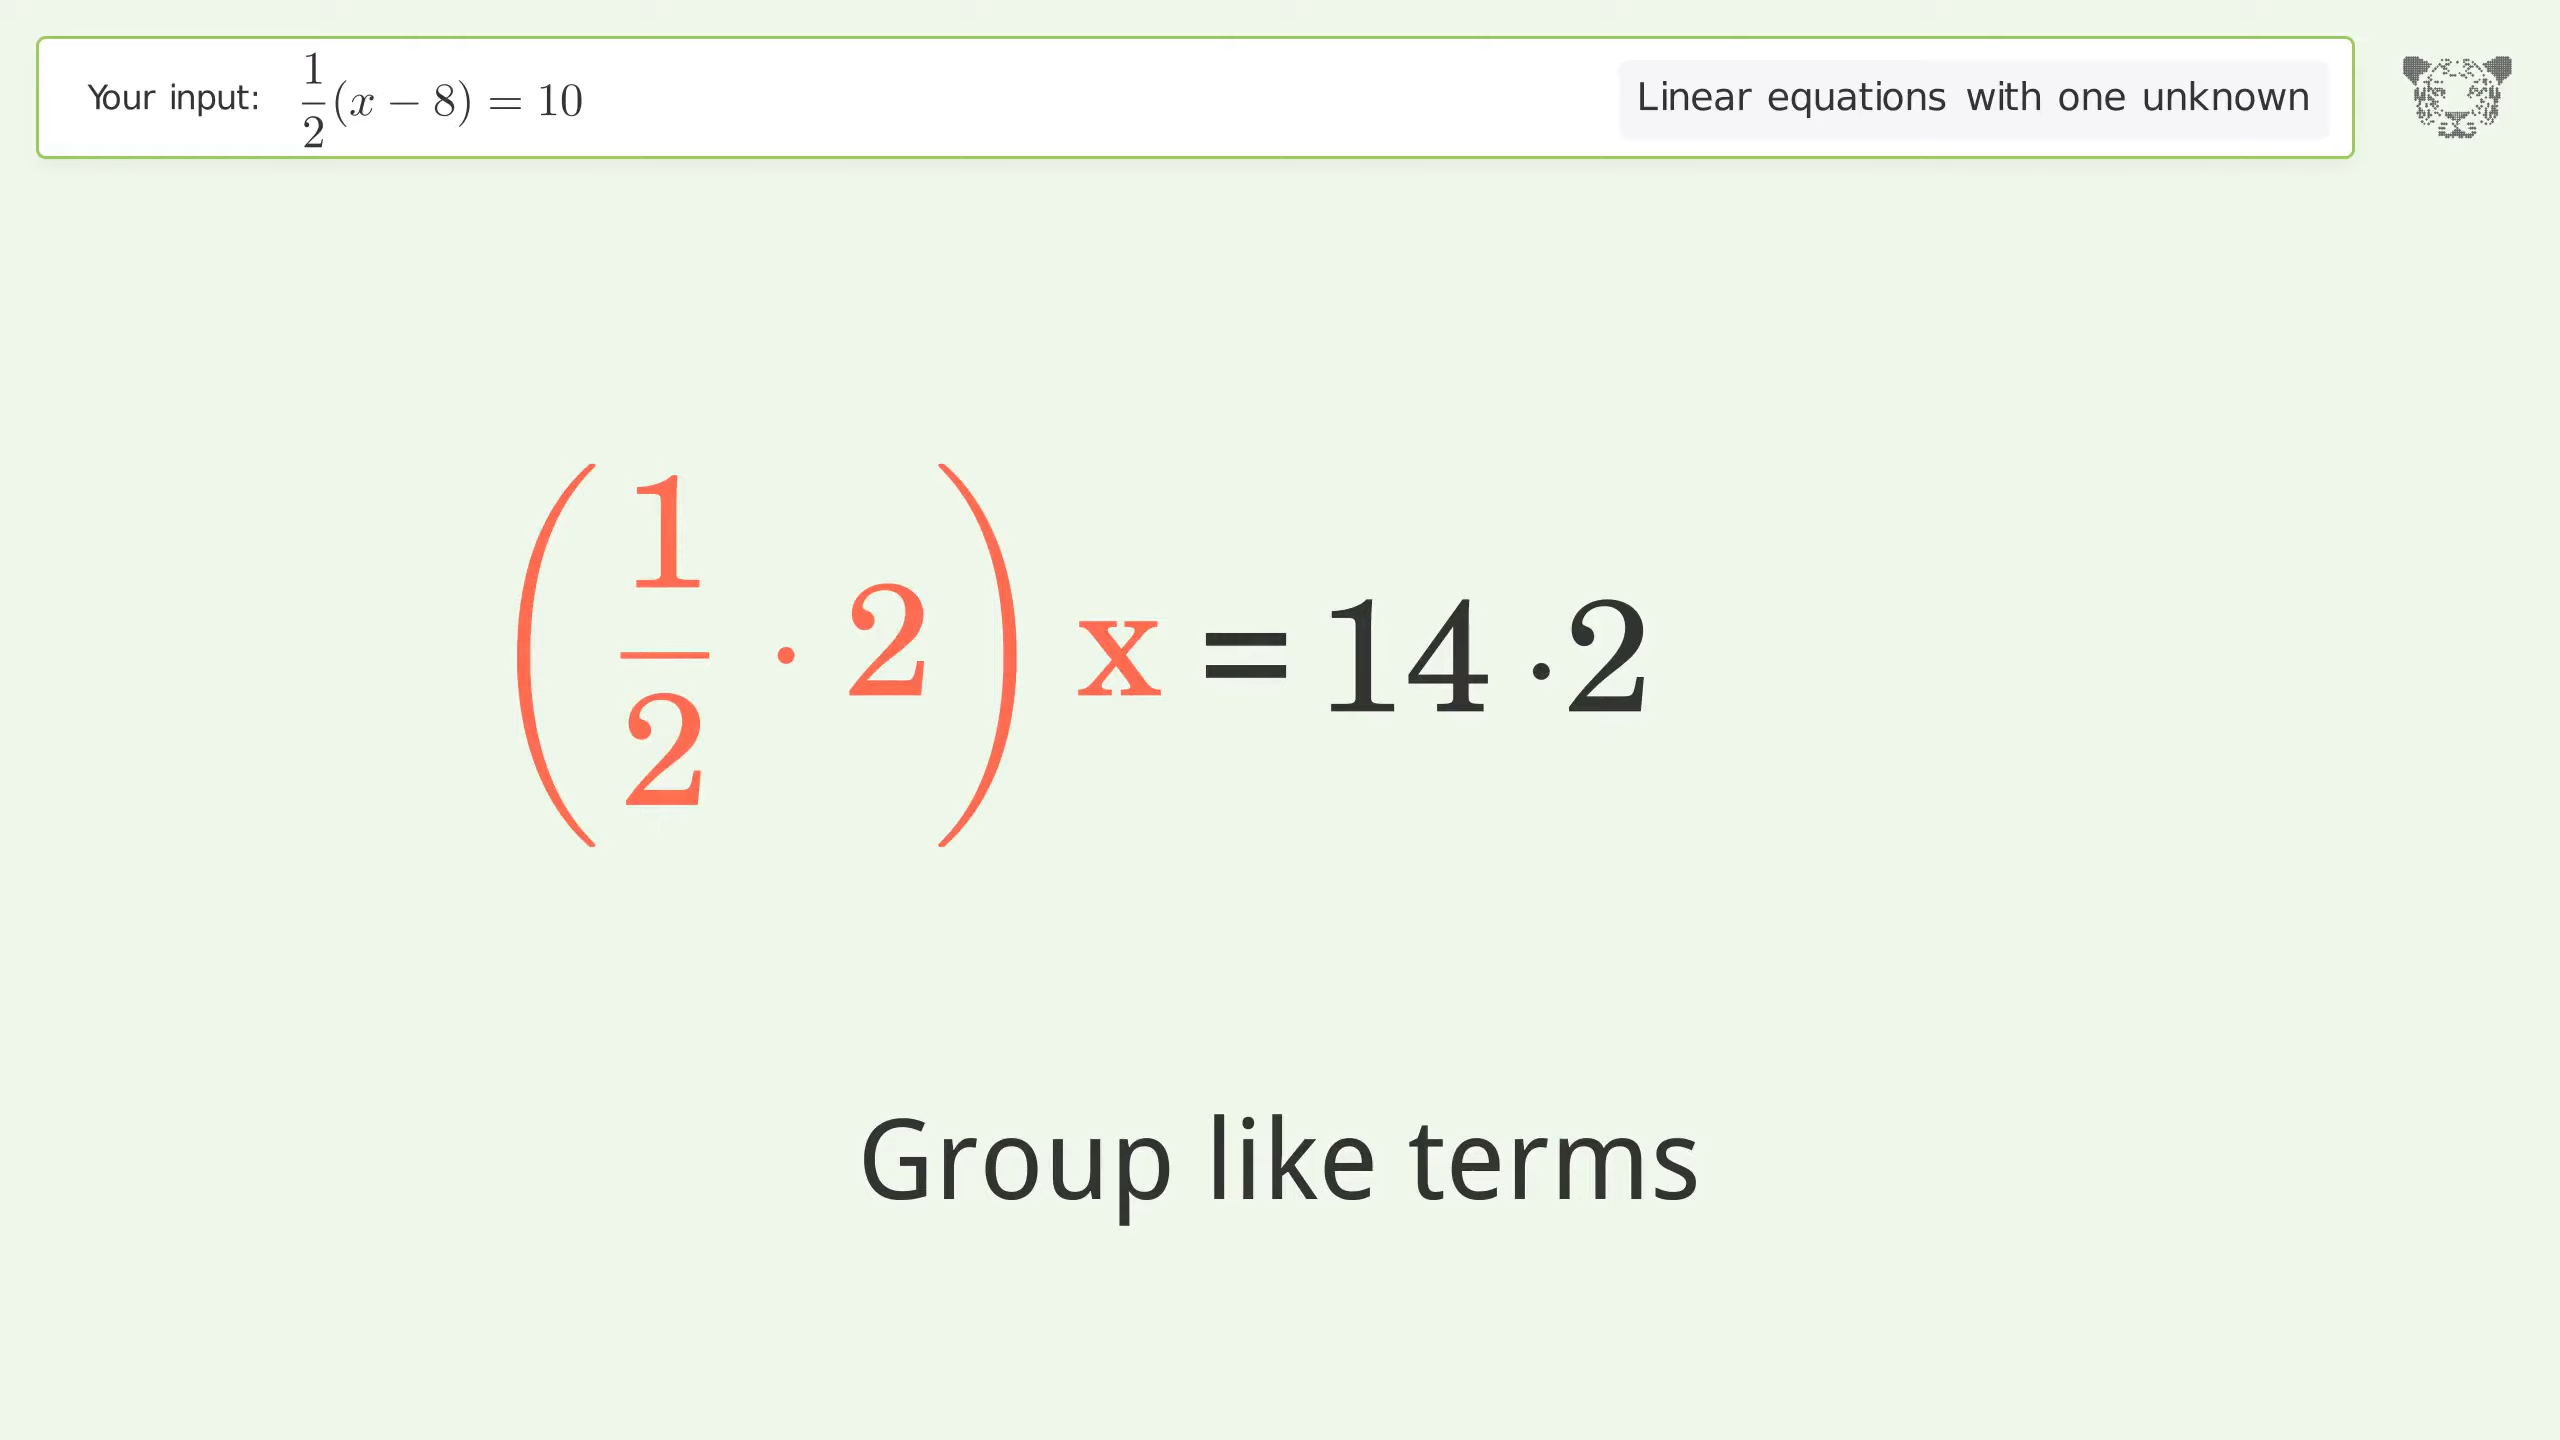 Your input: 1/2(x − 8) = 10
Linear equations with one unknown
(1/2 · 2) x = 14 · 2
Group like terms